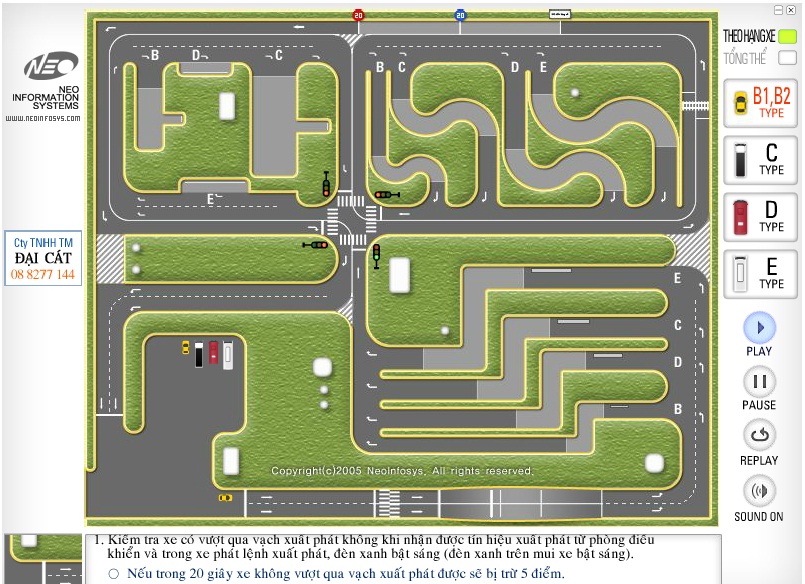 20
20
B D C
B C D E
NEO
NEO
INFORMATION
SYSTEMS
www.neoinfosys.com
E
Cty TNHH TM
ĐẠI CÁT
08 8277 144
E
C
D
B
Copyright(c)2005 NeoInfosys, All rights reserved.
THEO HẠNG XE
TỔNG THỂ
B1,B2
TYPE
C
TYPE
D
TYPE
E
TYPE
PLAY
PAUSE
REPLAY
SOUND ON
1. Kiểm tra xe có vượt qua vạch xuất phát không khi nhận được tín hiệu xuất phát từ phòng điều
khiển và trong xe phát lệnh xuất phát, đèn xanh bật sáng (đèn xanh trên mui xe bật sáng).
○ Nếu trong 20 giây xe không vượt qua vạch xuất phát được sẽ bị trừ 5 điểm.